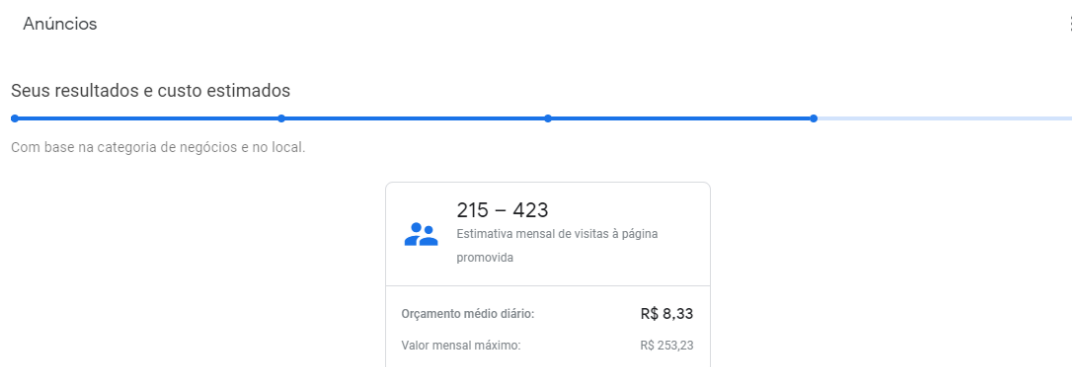 Anúncios
Seus resultados e custo estimados
Com base na categoria de negócios e no local.
215 – 423
Estimativa mensal de visitas à página
promovida
Orçamento médio diário: R$ 8,33
Valor mensal máximo: R$ 253,23